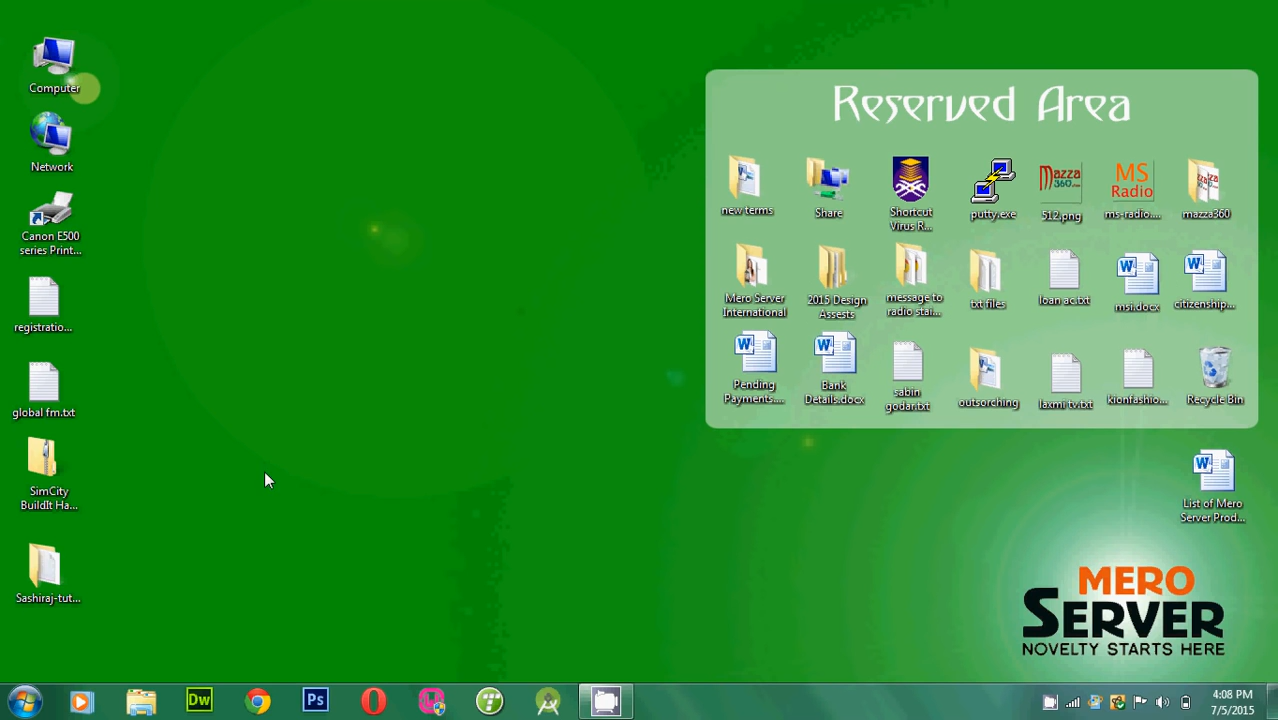 Computer
Network
Canon E500
series Print...
registratio...
global fm.txt
SimCity
BuildIt Ha...
Sashiraj-tut...
Reserved Area
new terms
Share
Shortcut
Virus R...
putty.exe
Mazza
360.com
512.png
MS
Radio
ms-radio....
mazza360
Mero Server
International
2015 Design
Assests
message to
radio stai...
txt files
loan ac.txt
msi.docx
citizenship...
Pending
Payments....
Bank
Details.docx
sabin
godar.txt
outsorching
laxmi tv.txt
kionfashio...
Recycle Bin
List of Mero
Server Prod...
MERO
SERVER
NOVELTY STARTS HERE
Dw
Ps
4:08 PM
7/5/2015